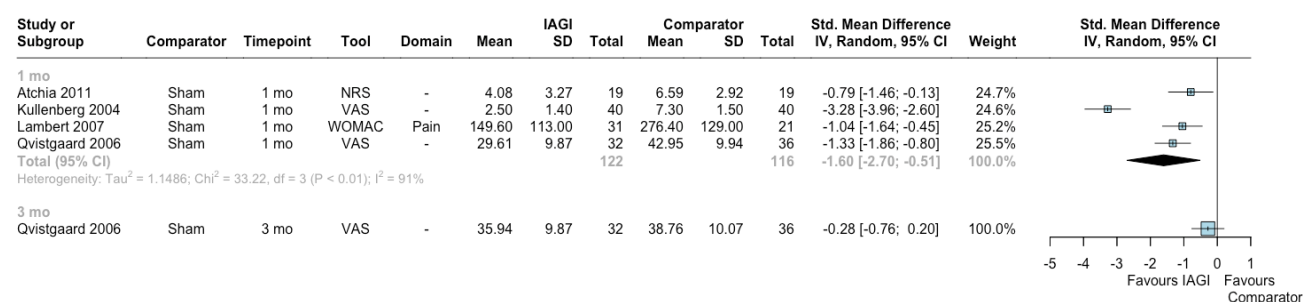 Study or IAGI Comparator Std. Mean Difference Std. Mean Difference
Subgroup Comparator Timepoint Tool Domain Mean SD Total Mean SD Total IV, Random, 95% CI Weight IV, Random, 95% CI
1 mo
Atchia 2011 Sham 1 mo NRS - 4.08 3.27 19 6.59 2.92 19 -0.79 [-1.46; -0.13] 24.7%
Kullenberg 2004 Sham 1 mo VAS - 2.50 1.40 40 7.30 1.50 40 -3.28 [-3.96; -2.60] 24.6%
Lambert 2007 Sham 1 mo WOMAC Pain 149.60 113.00 31 276.40 129.00 21 -1.04 [-1.64; -0.45] 25.2%
Qvistgaard 2006 Sham 1 mo VAS - 29.61 9.87 32 42.95 9.94 36 -1.33 [-1.86; -0.80] 25.5%
Total (95% CI) 122 116 -1.60 [-2.70; -0.51] 100.0%
Heterogeneity: Tau² = 1.1486; Chi² = 33.22, df = 3 (P < 0.01); I² = 91%
3 mo
Qvistgaard 2006 Sham 3 mo VAS - 35.94 9.87 32 38.76 10.07 36 -0.28 [-0.76; 0.20] 100.0%
-5 -4 -3 -2 -1 0 1
Favours IAGI Favours
Comparator